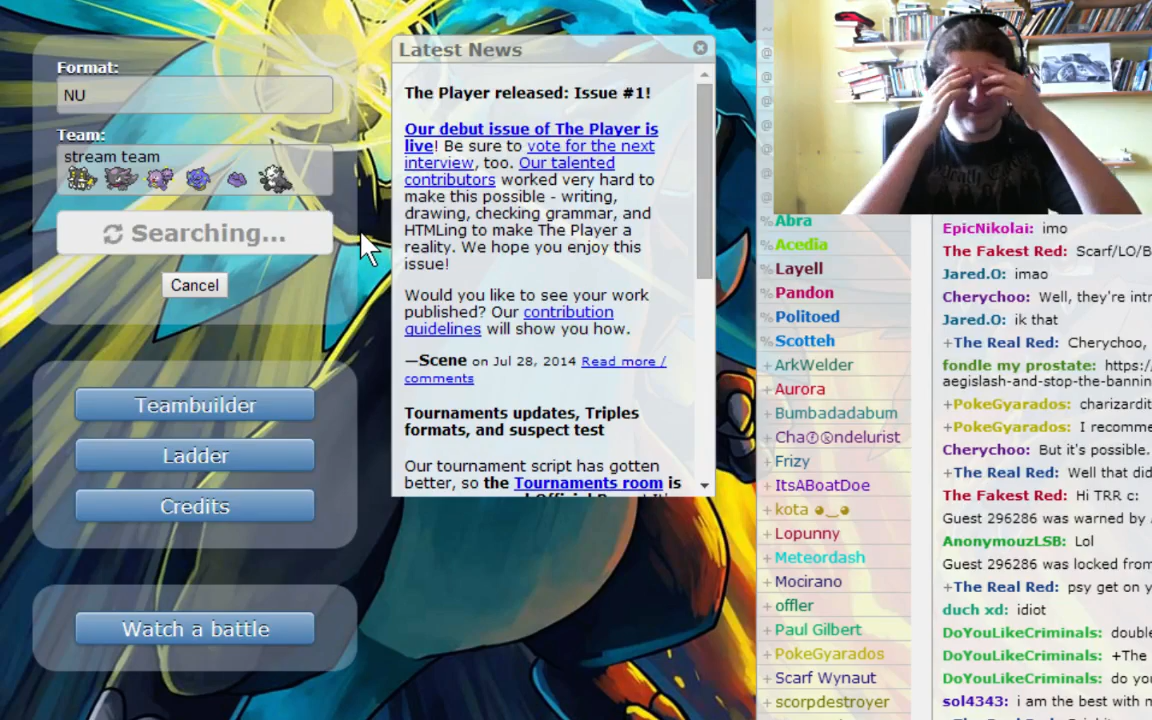 Format:
NU
Team:
stream team
Searching...
Cancel
Teambuilder
Ladder
Credits
Watch a battle
Latest News
The Player released: Issue #1!
Our debut issue of The Player is
live! Be sure to vote for the next
interview, too. Our talented
contributors worked very hard to
make this possible - writing,
drawing, checking grammar, and
HTMLing to make The Player a
reality. We hope you enjoy this
issue!
Would you like to see your work
published? Our contribution
guidelines will show you how.
—Scene on Jul 28, 2014 Read more /
comments
Tournaments updates, Triples
formats, and suspect test
Our tournament script has gotten
better, so the Tournaments room is
@
@
@
@
@
@
@
%Abra
%Acedia
%Layell
%Pandon
%Politoed
%Scotteh
+ArkWelder
+Aurora
+Bumbadadabum
+ChaⓕⓍndelurist
+Frizy
+ItsABoatDoe
+kota ◕‿◕
+Lopunny
+Meteordash
+Mocirano
+offler
+Paul Gilbert
+PokeGyarados
+Scarf Wynaut
+scorpdestroyer
EpicNikolai: imo
The Fakest Red: Scarf/LO/B
Jared.O: imao
Cherychoo: Well, they're intr
Jared.O: ik that
+The Real Red: Cherychoo,
fondle my prostate: https:/
aegislash-and-stop-the-bannin
+PokeGyarados: charizardit
+PokeGyarados: I recomme
Cherychoo: But it's possible.
+The Real Red: Well that did
The Fakest Red: Hi TRR c:
Guest 296286 was warned by
AnonymouzLSB: Lol
Guest 296286 was locked from
+The Real Red: psy get on y
duch xd: idiot
DoYouLikeCriminals: double
DoYouLikeCriminals: +The
DoYouLikeCriminals: do yo
sol4343: i am the best with n